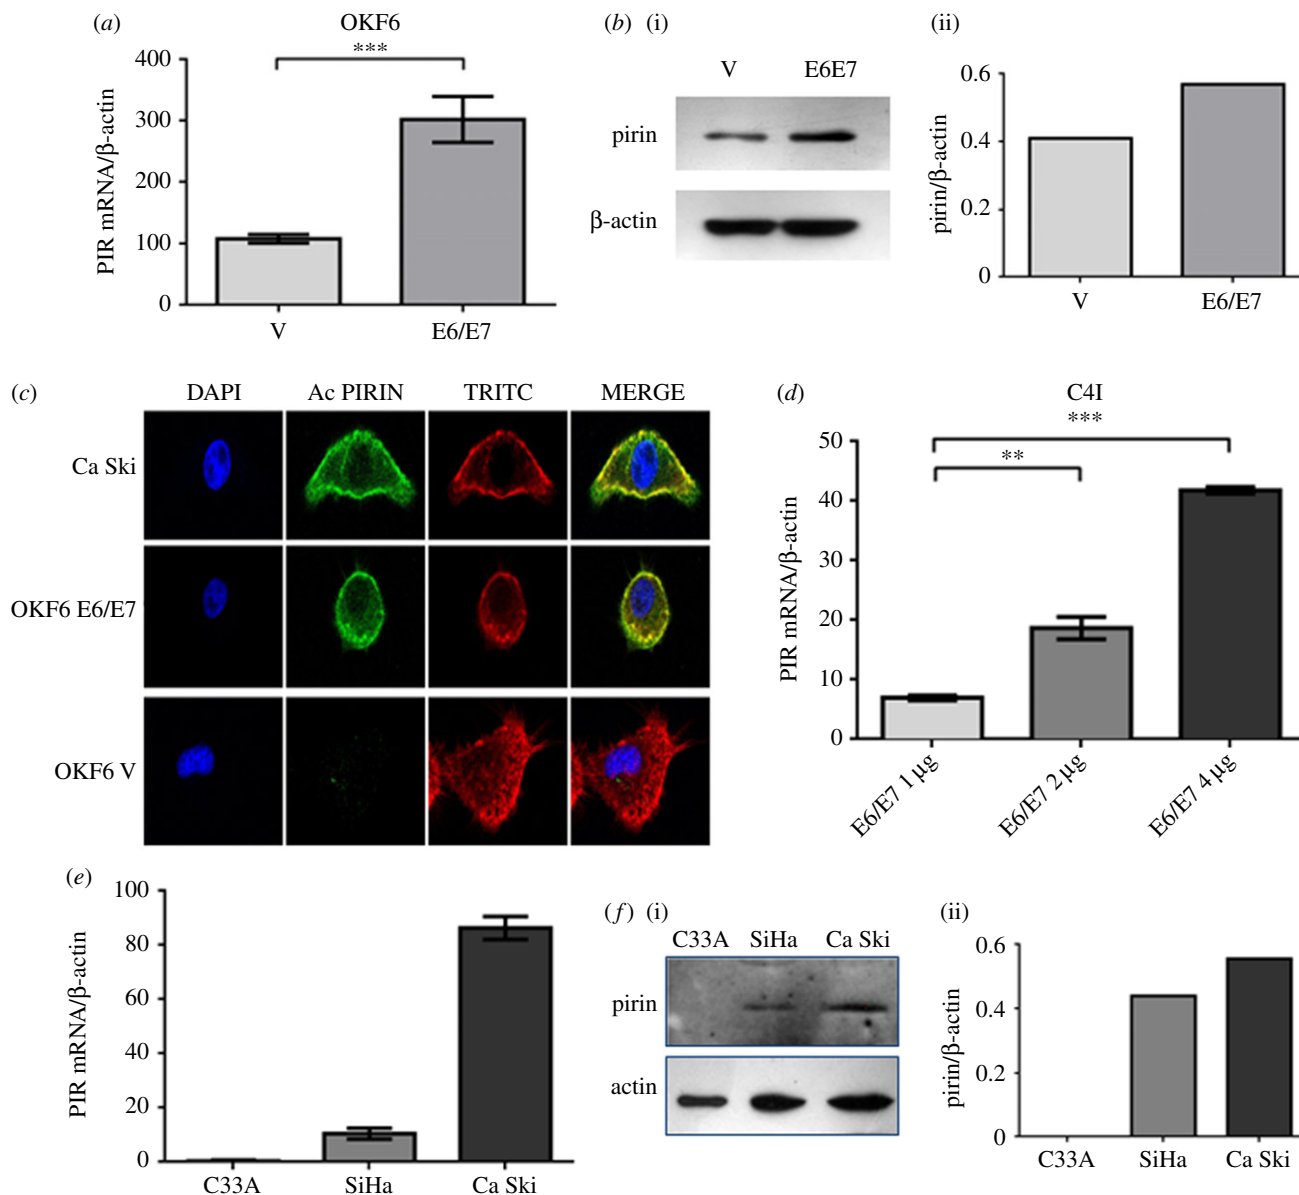 (a)
OKF6
***
PIR mRNA/β-actin
400
300
200
100
0
V
E6/E7
(b) (i)
V
E6E7
pirin
β-actin
(ii)
pirin/β-actin
0.6
0.4
0.2
0
V
E6/E7
(c)
DAPI
Ac PIRIN
TRITC
MERGE
Ca Ski
OKF6 E6/E7
OKF6 V
(d)
C4I
***
**
PIR mRNA/β-actin
50
40
30
20
10
0
E6/E7 1 µg
E6/E7 2 µg
E6/E7 4 µg
(e)
PIR mRNA/β-actin
100
80
60
40
20
0
C33A
SiHa
Ca Ski
(f) (i)
C33A
SiHa
Ca Ski
pirin
actin
(ii)
pirin/β-actin
0.6
0.4
0.2
0
C33A
SiHa
Ca Ski